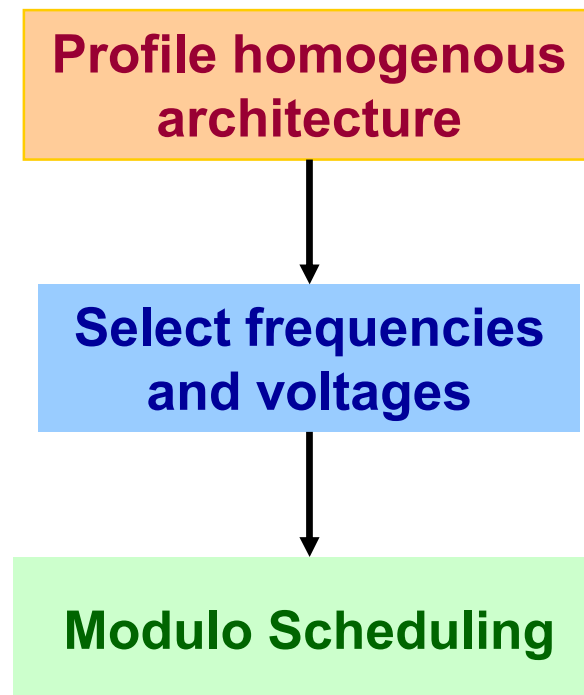 Profile homogenous
architecture
Select frequencies
and voltages
Modulo Scheduling